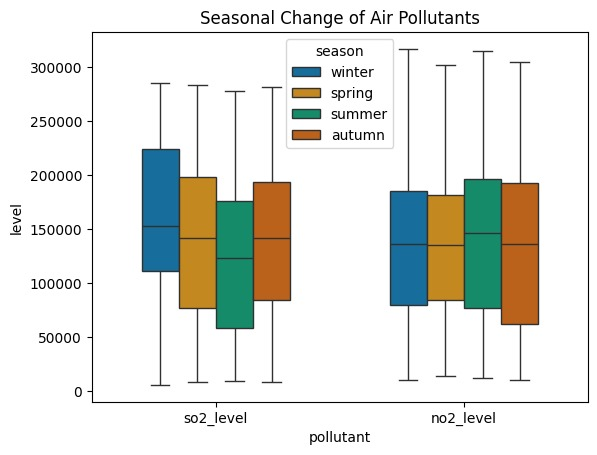 Seasonal Change of Air Pollutants
season
winter
spring
summer
autumn
300000
250000
200000
150000
100000
50000
0
level
so2_level
no2_level
pollutant